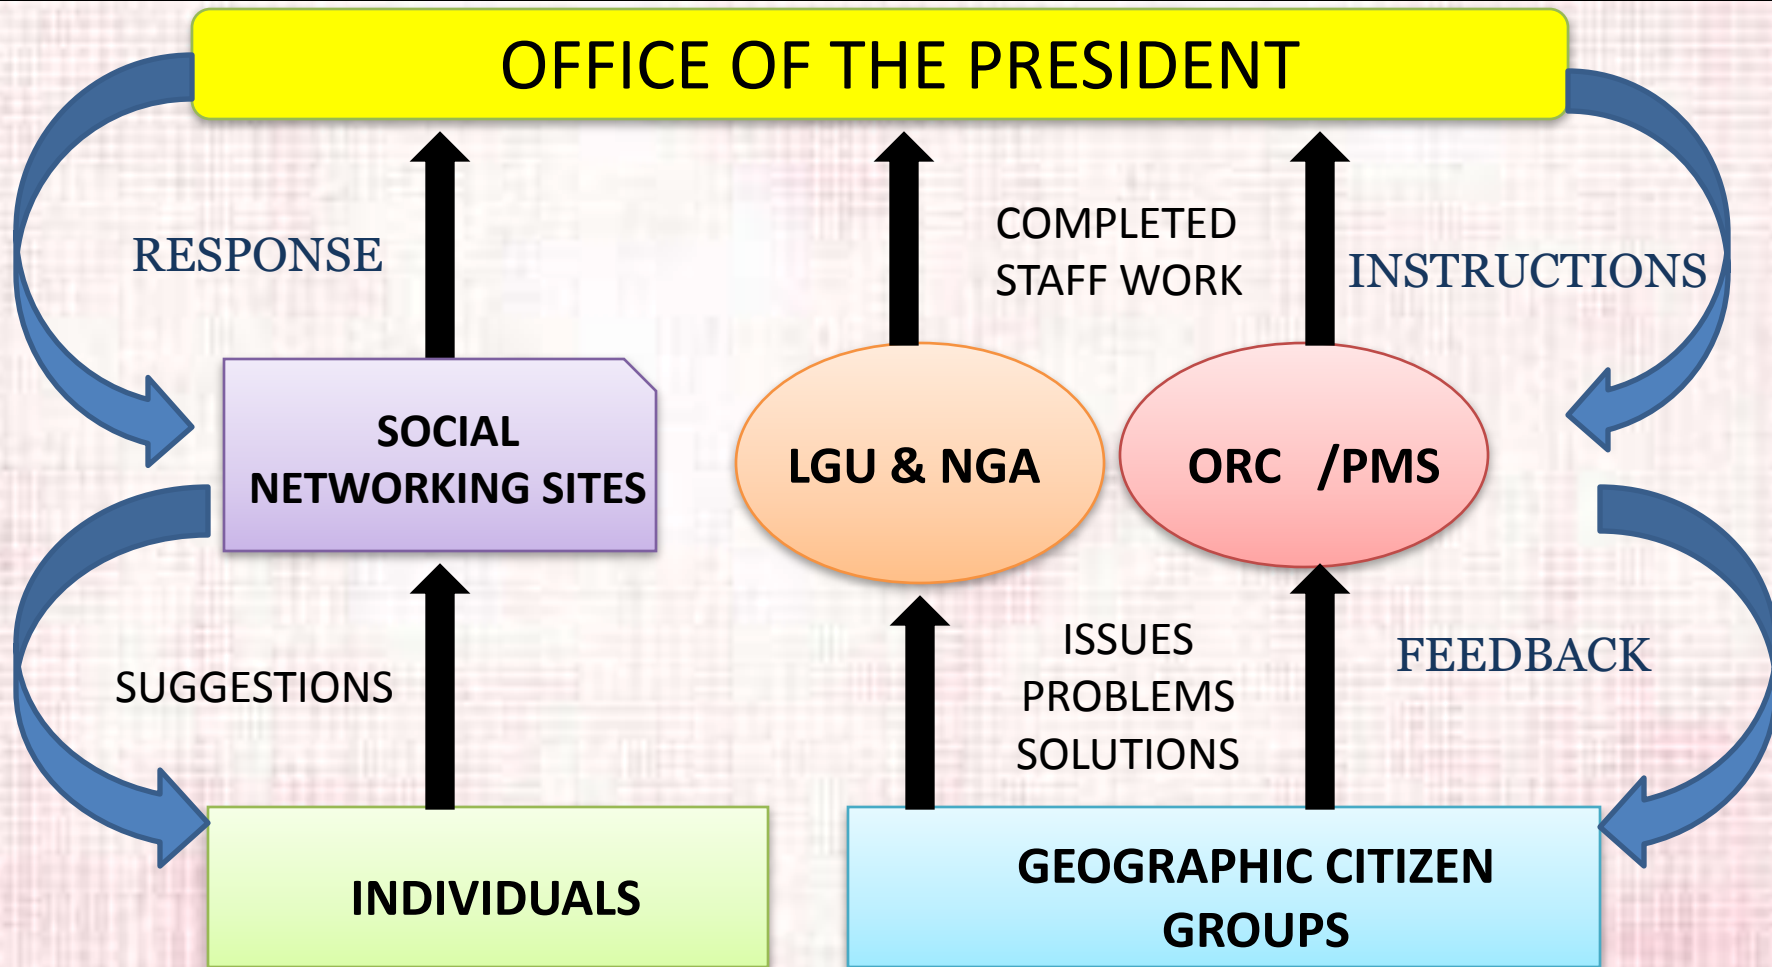 OFFICE OF THE PRESIDENT
RESPONSE
COMPLETED
STAFF WORK
INSTRUCTIONS
SOCIAL
NETWORKING SITES
LGU & NGA
ORC /PMS
SUGGESTIONS
ISSUES
PROBLEMS
SOLUTIONS
FEEDBACK
INDIVIDUALS
GEOGRAPHIC CITIZEN
GROUPS